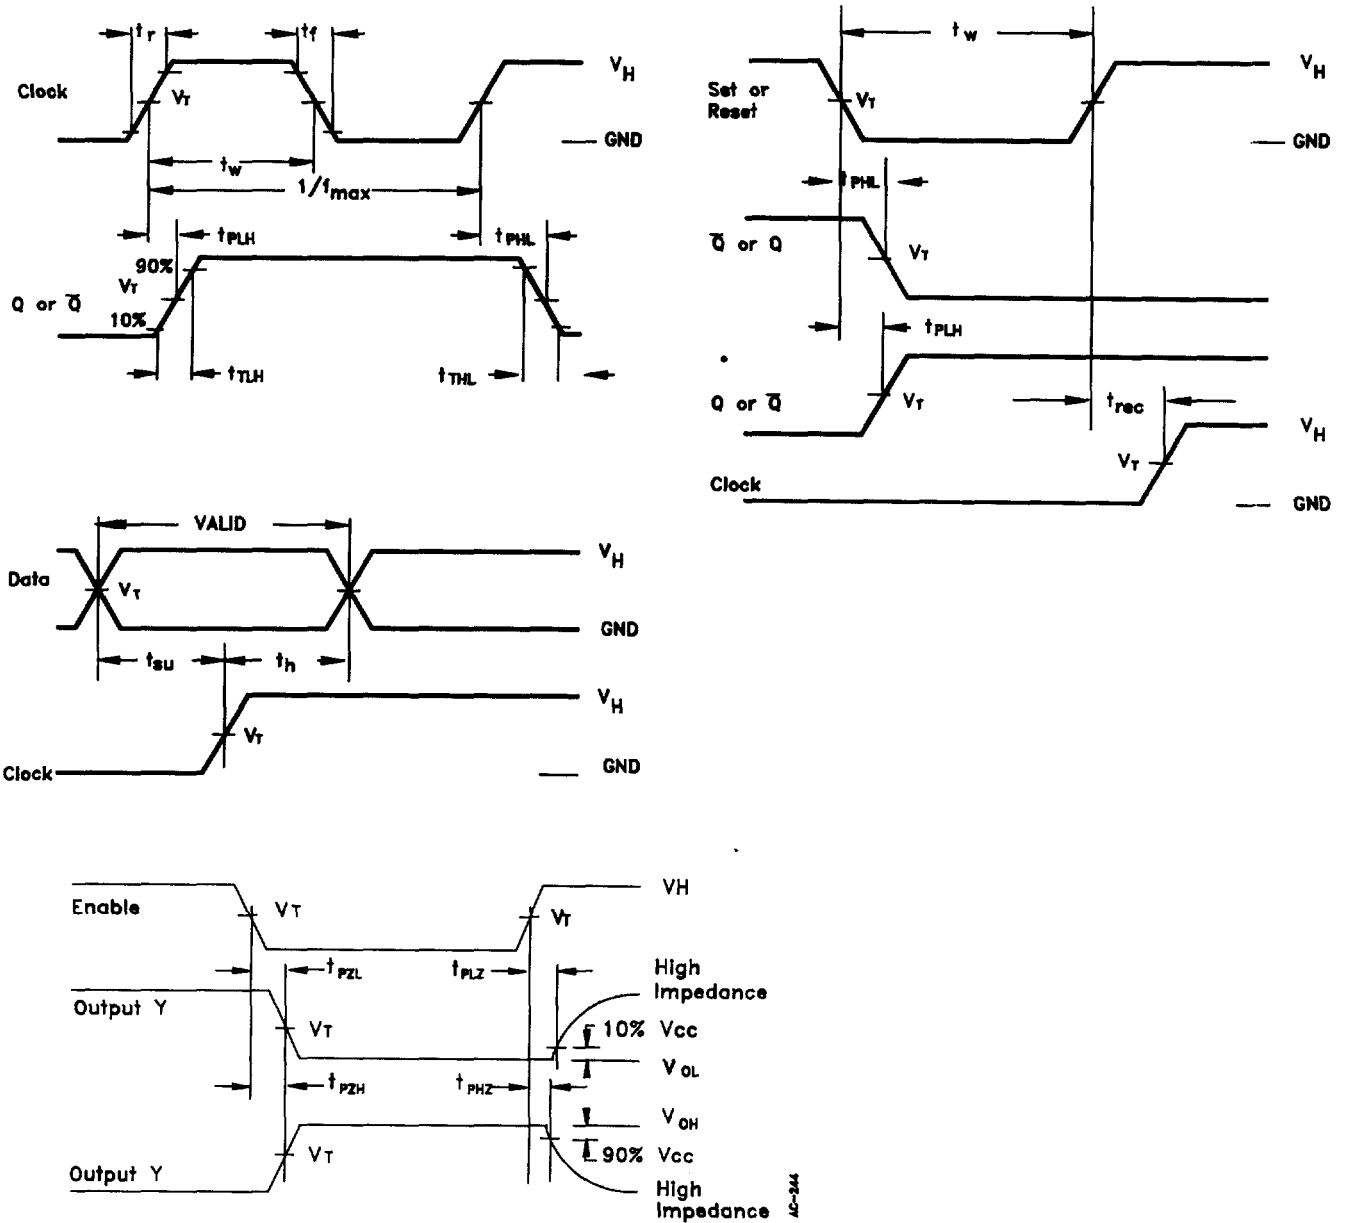 tr
tf
VH
Clock
VT
GND
tw
1/fmax
tPLH
tPHL
90%
VT
Q or Q̅
10%
tTLH
tTHL
tw
VH
Set or
Reset
VT
GND
tPHL
Q̅ or Q
VT
tPLH
Q or Q̅
VT
trec
VH
VT
Clock
GND
VALID
VH
Data
VT
GND
tsu
th
VH
VT
Clock
GND
VH
Enable
VT
VT
tPZL
tPLZ
High
Impedance
Output Y
VT
10% Vcc
VOL
tPZH
tPHZ
VOH
VT
90% Vcc
Output Y
High
Impedance
AC-244